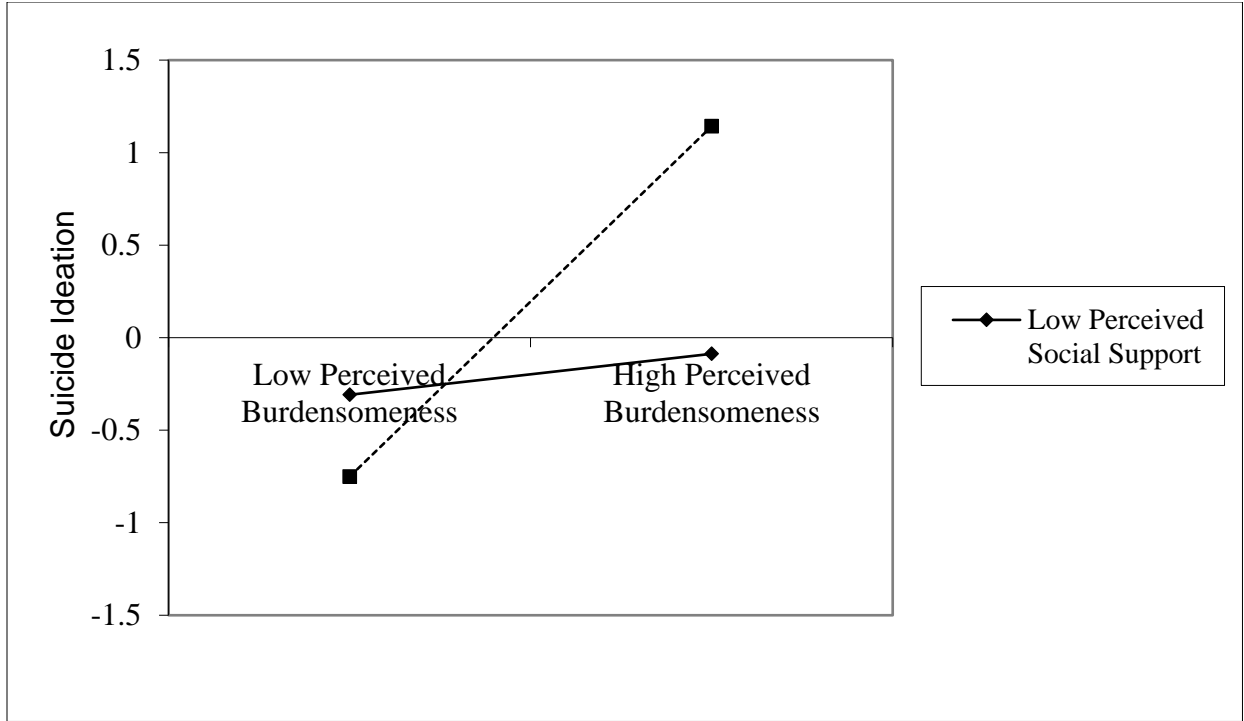 1.5
1
0.5
0
-0.5
-1
-1.5
Suicide Ideation
Low Perceived
Burdensomeness
High Perceived
Burdensomeness
Low Perceived
Social Support